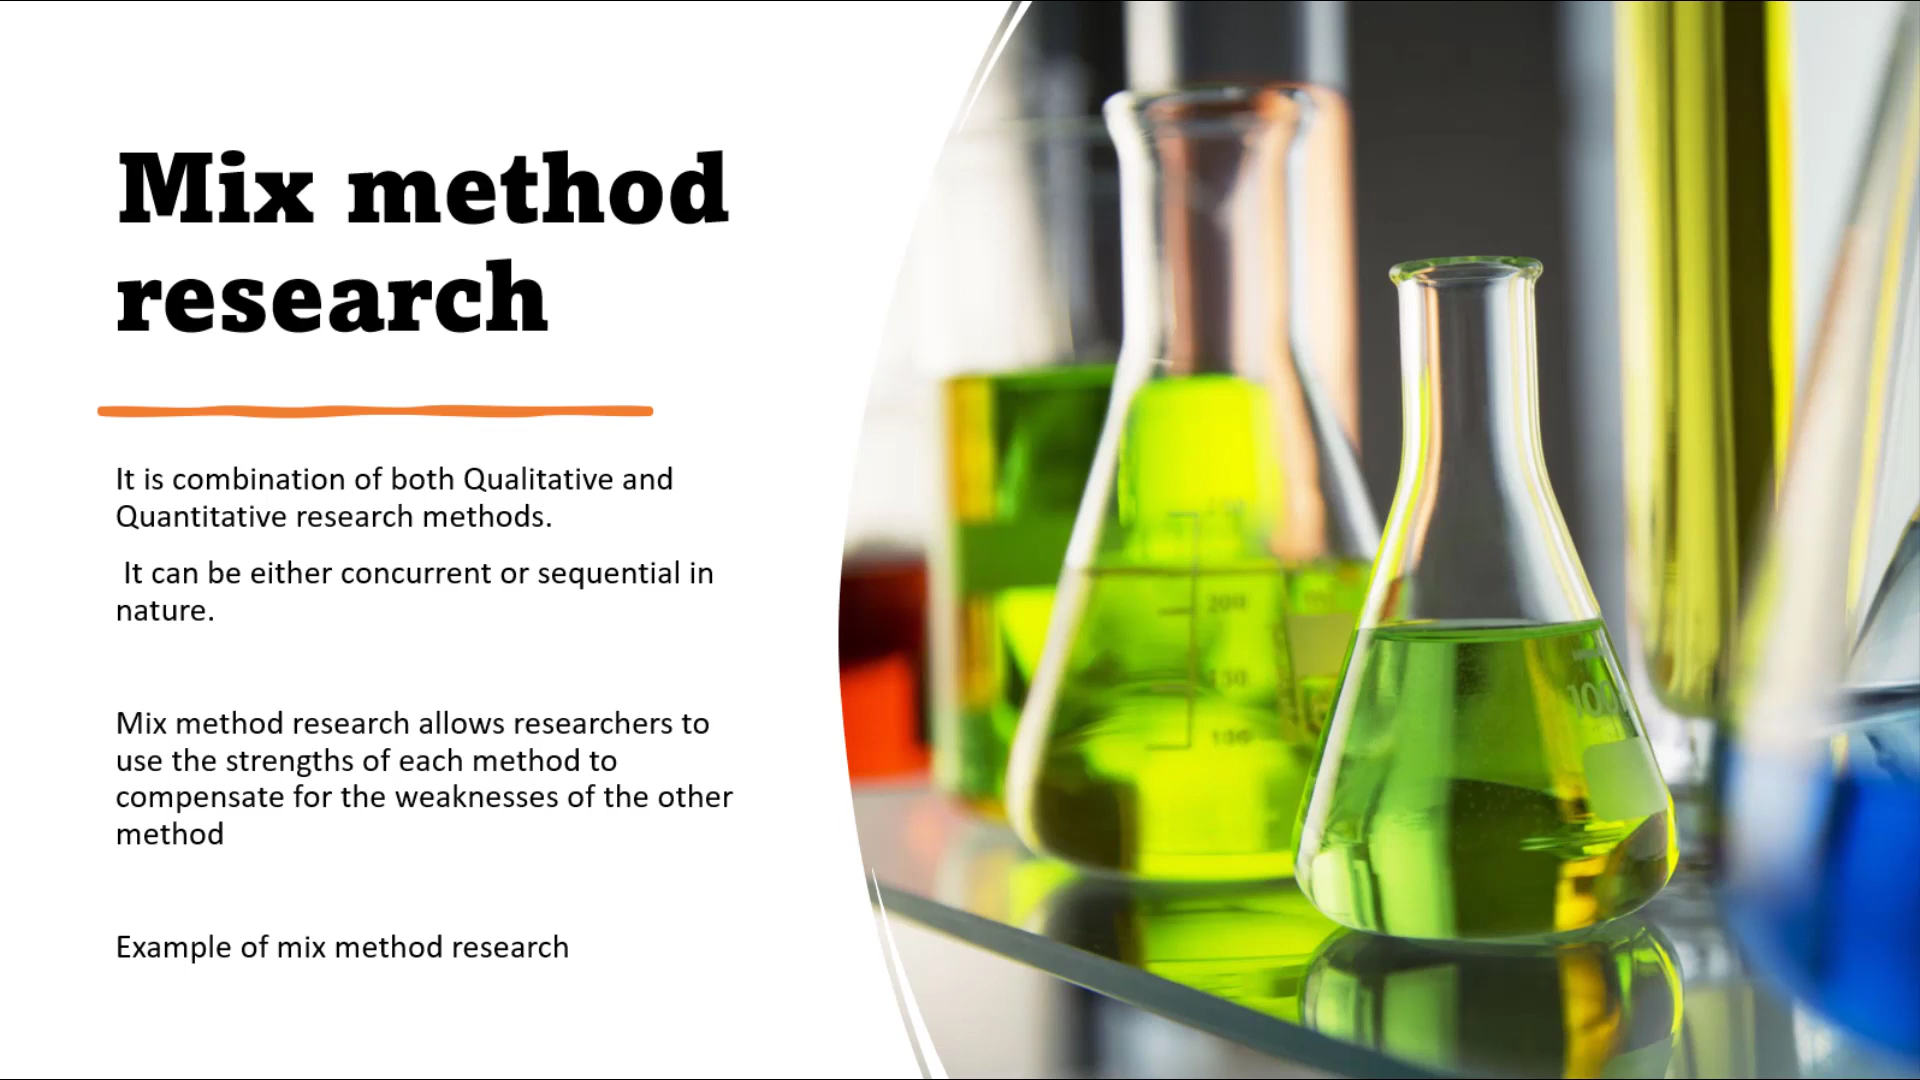 Mix method
research
It is combination of both Qualitative and
Quantitative research methods.
It can be either concurrent or sequential in
nature.
Mix method research allows researchers to
use the strengths of each method to
compensate for the weaknesses of the other
method
Example of mix method research
200
100